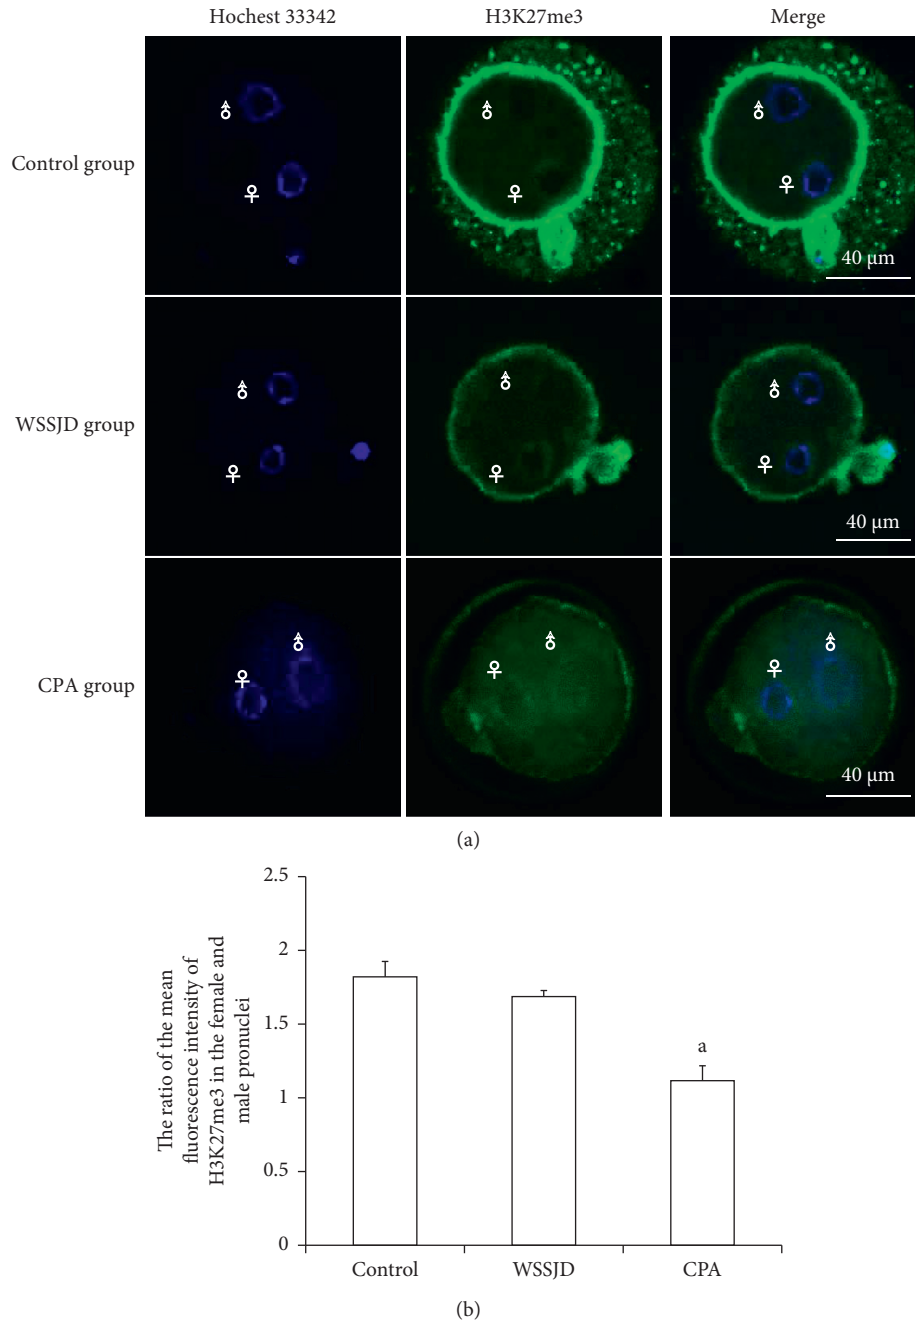 Hochest 33342 H3K27me3 Merge
♂ ♂ ♂
Control group
♀ ♀ ♀
40 µm
♂ ♂ ♂
WSSJD group
♀ ♀ ♀
40 µm
♂ ♂ ♂
♀ ♀ ♀
CPA group
40 µm
(a)
The ratio of the mean
fluorescence intensity of
H3K27me3 in the female and
male pronuclei
2.5
2
1.5
1
0.5
0
a
Control WSSJD CPA
(b)